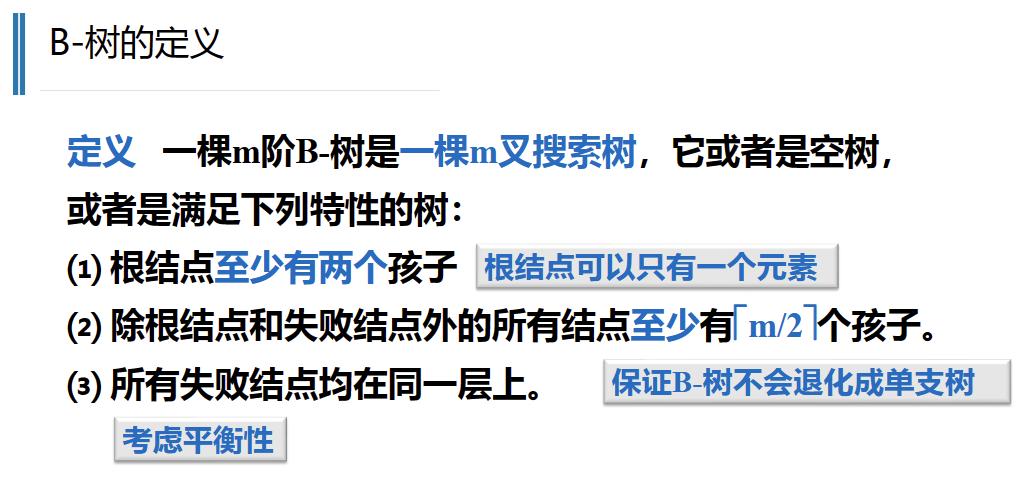 B-树的定义
定义 一棵m阶B-树是一棵m叉搜索树，它或者是空树，
或者是满足下列特性的树：
⑴ 根结点至少有两个孩子 根结点可以只有一个元素
⑵ 除根结点和失败结点外的所有结点至少有⌈m/2⌉个孩子。
⑶ 所有失败结点均在同一层上。 保证B-树不会退化成单支树
考虑平衡性